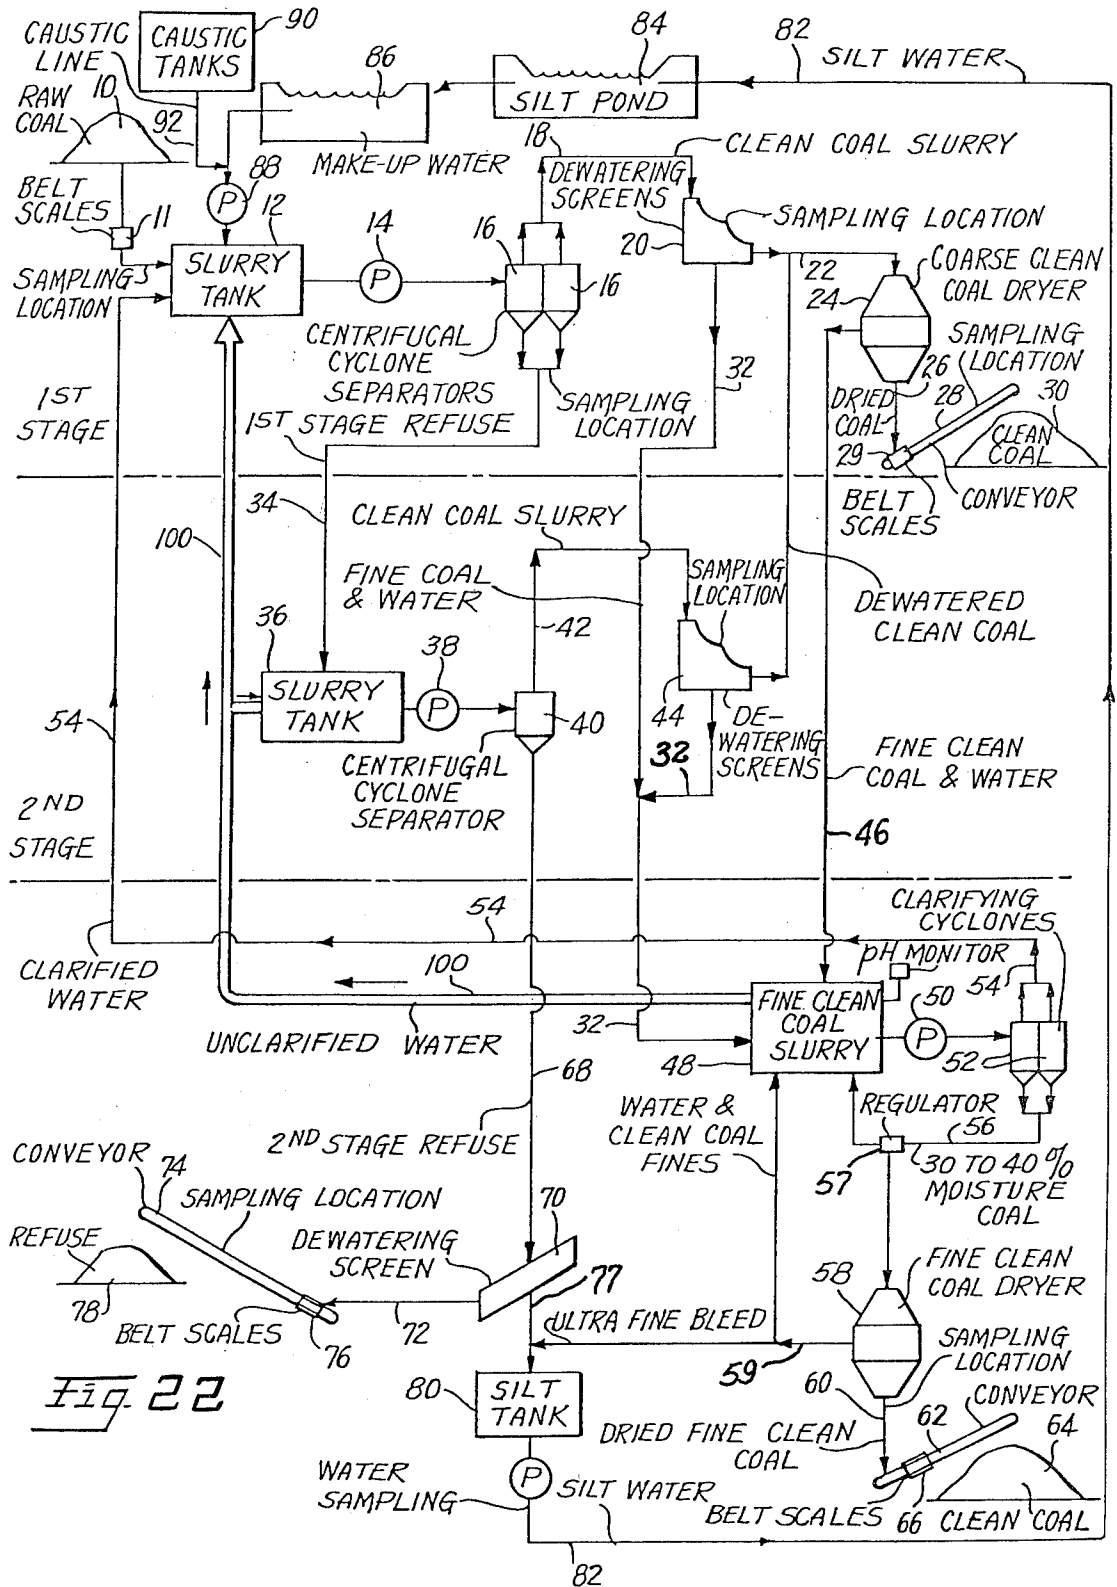 CAUSTIC
LINE
CAUSTIC
TANKS
90
86
84
82
SILT WATER
RAW
COAL
10
92
SILT POND
MAKE-UP WATER
88
P
BELT
SCALES
11
12
SLURRY
TANK
SAMPLING
LOCATION
14
P
16
16
18
CLEAN COAL SLURRY
DEWATERING
SCREENS
20
SAMPLING LOCATION
22
COARSE CLEAN
COAL DRYER
24
CENTRIFUCAL
CYCLONE
SEPARATORS
1ST STAGE REFUSE
SAMPLING
LOCATION
32
SAMPLING
LOCATION
26
DRIED
COAL
28
30
CLEAN
COAL
29
BELT
SCALES
CONVEYOR
1ST
STAGE
34
100
CLEAN COAL SLURRY
FINE COAL
& WATER
42
SAMPLING
LOCATION
DEWATERED
CLEAN COAL
36
SLURRY
TANK
38
P
40
44
DE-
WATERING
SCREENS
54
CENTRIFUGAL
CYCLONE
SEPARATOR
32
FINE CLEAN
COAL & WATER
46
2ND
STAGE
CLARIFYING
CYCLONES
54
CLARIFIED
WATER
100
UNCLARIFIED WATER
pH MONITOR
54
FINE CLEAN
COAL
SLURRY
50
P
52
32
48
68
WATER &
CLEAN COAL
FINES
REGULATOR
56
57
30 TO 40%
MOISTURE
COAL
2ND STAGE REFUSE
CONVEYOR
74
SAMPLING LOCATION
REFUSE
78
DEWATERING
SCREEN
70
77
BELT SCALES
76
72
ULTRA FINE BLEED
58
FINE CLEAN
COAL DRYER
59
SAMPLING
LOCATION
60
80
SILT
TANK
DRIED FINE CLEAN
COAL
62
CONVEYOR
64
BELT SCALES
66
CLEAN COAL
WATER
SAMPLING
P
SILT WATER
82
Fig. 22